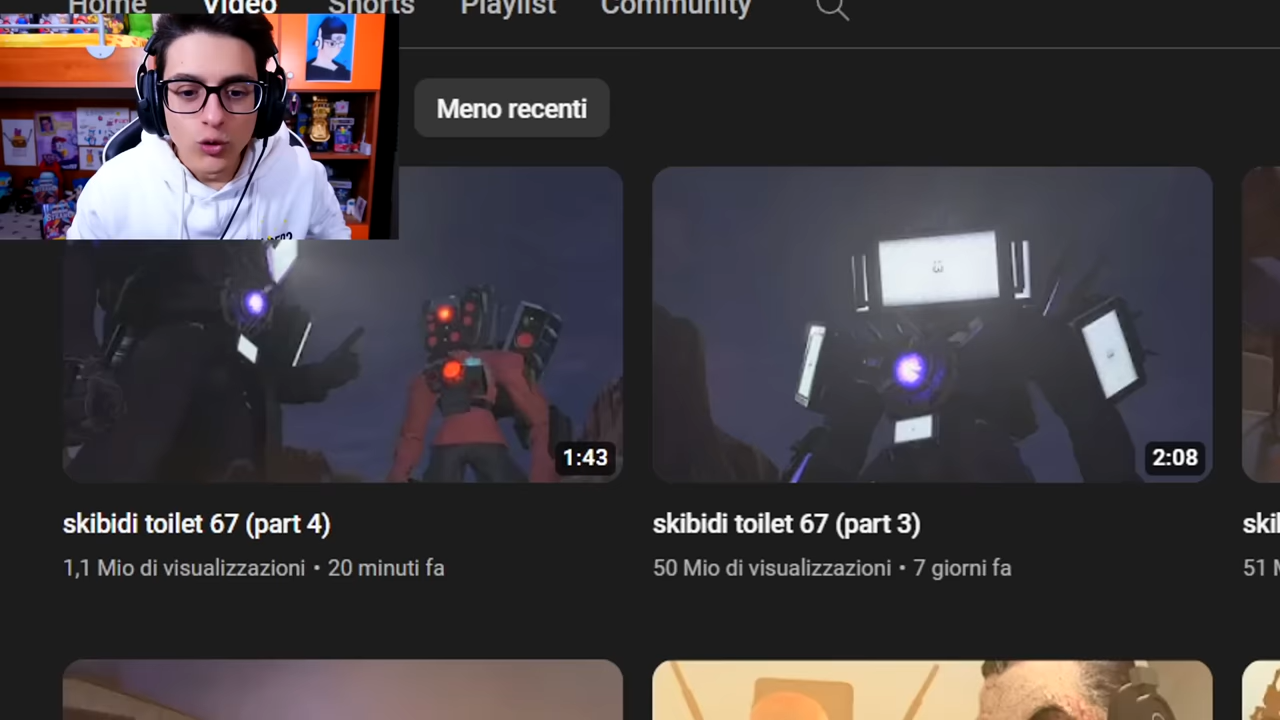 Home Video Shorts Playlist Community
Meno recenti
1:43
2:08
skibidi toilet 67 (part 4)
skibidi toilet 67 (part 3)
1,1 Mio di visualizzazioni • 20 minuti fa
50 Mio di visualizzazioni • 7 giorni fa
51